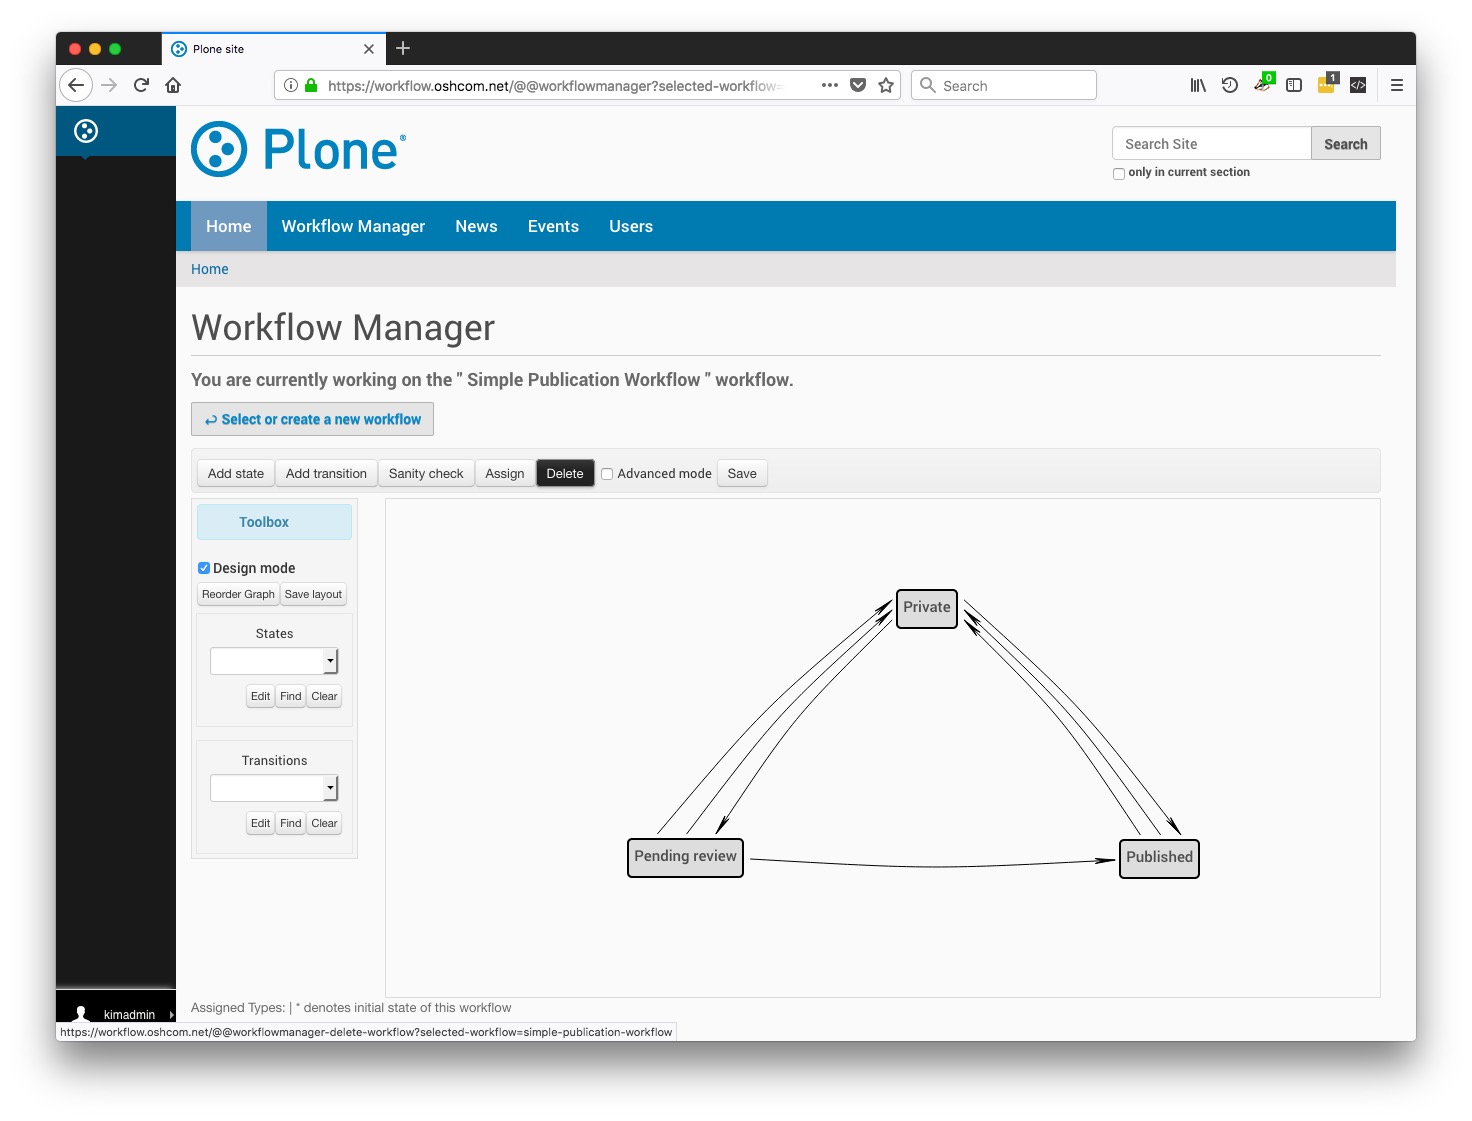 Plone site
https://workflow.oshcom.net/@@workflowmanager?selected-workflow=
Search
0
1
Plone®
Search Site
Search
only in current section
Home
Workflow Manager
News
Events
Users
Home
Workflow Manager
You are currently working on the " Simple Publication Workflow " workflow.
Select or create a new workflow
Add state
Add transition
Sanity check
Assign
Delete
Advanced mode
Save
Toolbox
Design mode
Reorder Graph
Save layout
States
Edit
Find
Clear
Transitions
Edit
Find
Clear
Private
Pending review
Published
Assigned Types: | * denotes initial state of this workflow
kimadmin
https://workflow.oshcom.net/@@workflowmanager-delete-workflow?selected-workflow=simple-publication-workflow